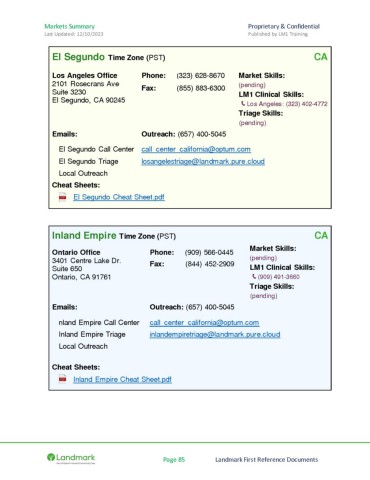 Markets Summary
Proprietary & Confidential
Last Updated: 12/10/2023
Published by LM1 Training
El Segundo Time Zone (PST) CA
Los Angeles Office
2101 Rosecrans Ave
Suite 3230
El Segundo, CA 90245
Phone: (323) 628-8670
Fax: (855) 883-6300
Market Skills:
(pending)
LM1 Clinical Skills:
Los Angeles: (323) 402-4772
Triage Skills:
(pending)
Emails: Outreach: (657) 400-5045
El Segundo Call Center call_center_california@optum.com
El Segundo Triage losangelestriage@landmark.pure.cloud
Local Outreach
Cheat Sheets:
El Segundo Cheat Sheet.pdf
Inland Empire Time Zone (PST) CA
Ontario Office
3401 Centre Lake Dr.
Suite 650
Ontario, CA 91761
Phone: (909) 566-0445
Fax: (844) 452-2909
Market Skills:
(pending)
LM1 Clinical Skills:
(909) 491-3660
Triage Skills:
(pending)
Emails: Outreach: (657) 400-5045
nland Empire Call Center call_center_california@optum.com
Inland Empire Triage inlandempiretriage@landmark.pure.cloud
Local Outreach
Cheat Sheets:
Inland Empire Cheat Sheet.pdf
Landmark
Page 85
Landmark First Reference Documents